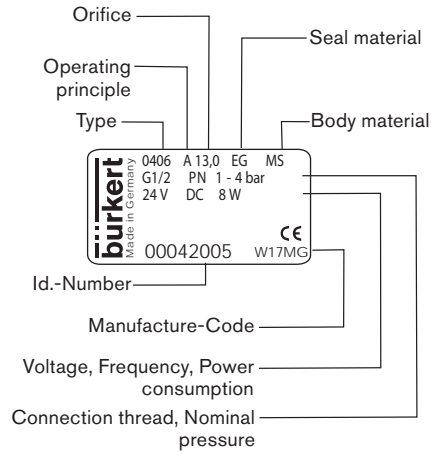 Orifice
Seal material
Operating
principle
Type
Body material
0406 A 13,0 EG MS
G1/2 PN 1 - 4 bar
24 V DC 8 W
bürkert
Made in Germany
CE
00042005 W17MG
Id.-Number
Manufacture-Code
Voltage, Frequency, Power
consumption
Connection thread, Nominal
pressure